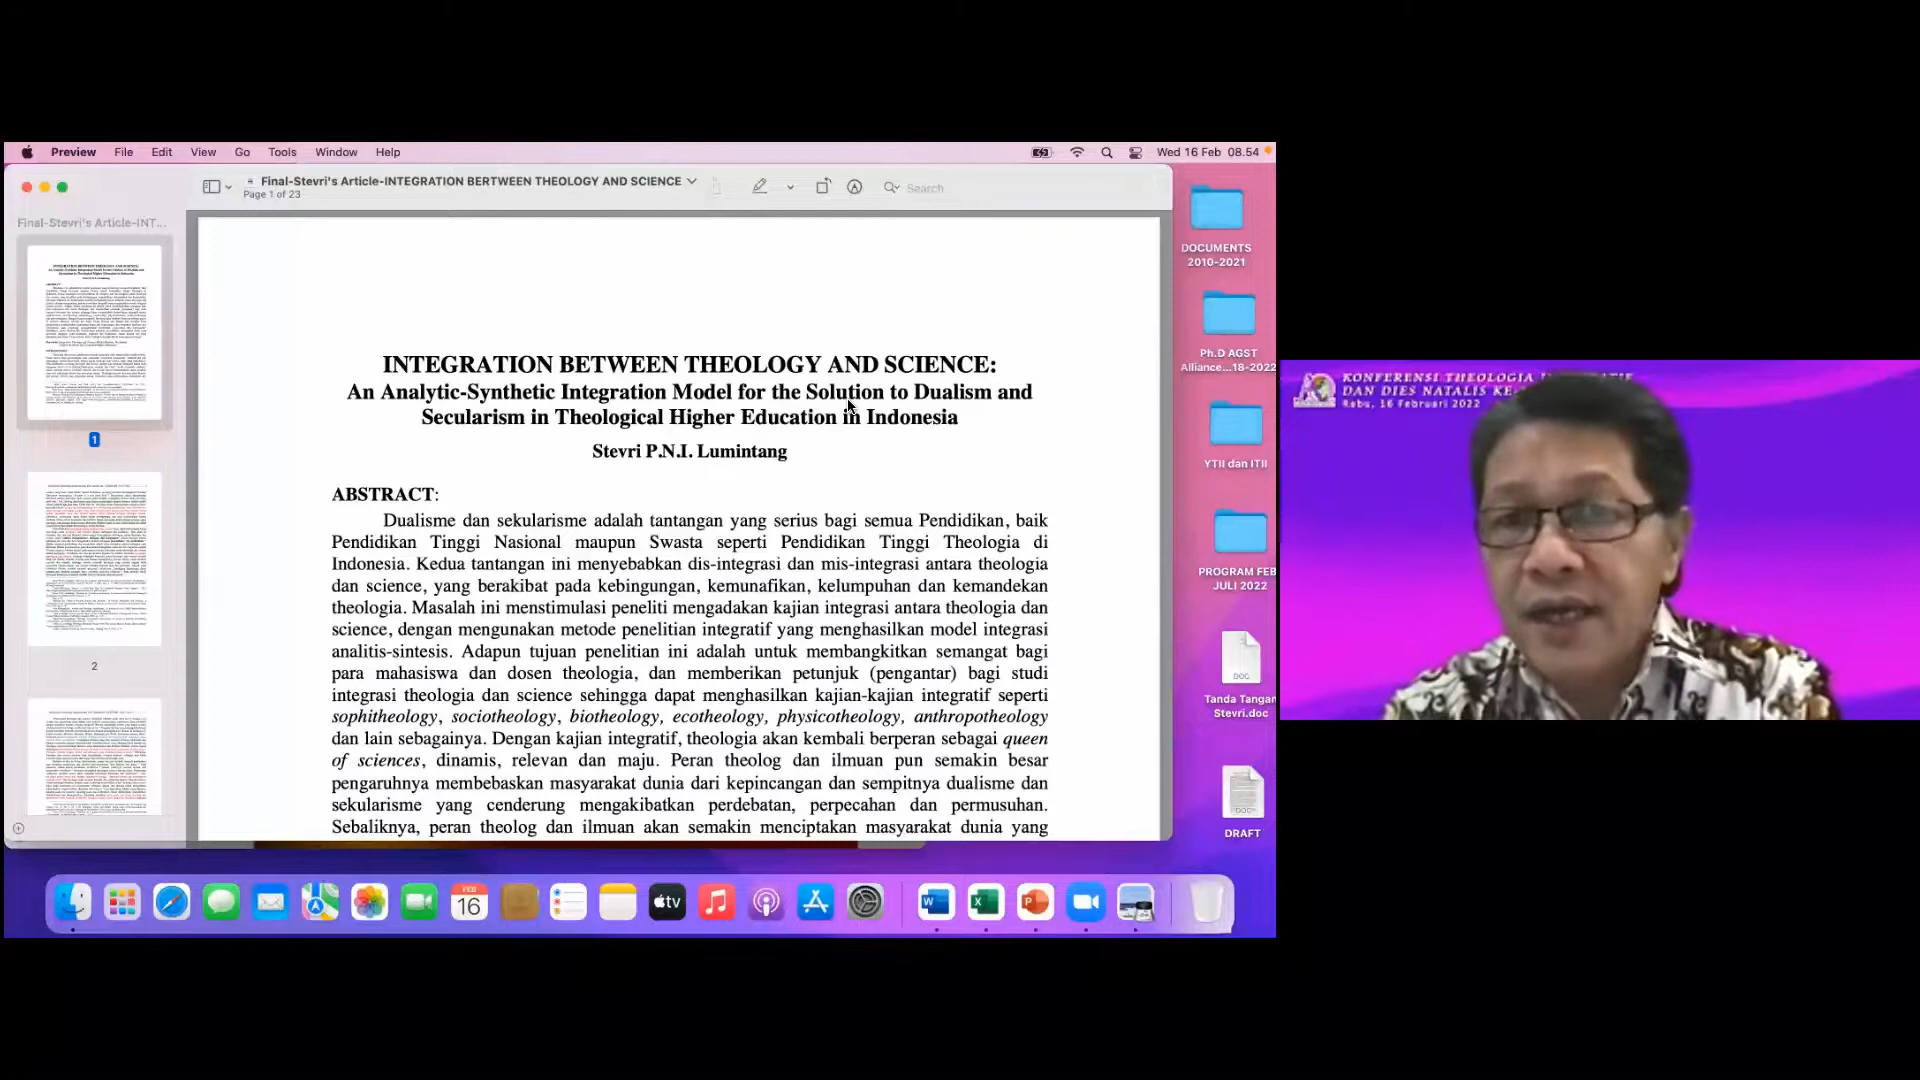 Preview File Edit View Go Tools Window Help
Wed 16 Feb 08.54
Final-Stevri's Article-INTEGRATION BERTWEEN THEOLOGY AND SCIENCE
Page 1 of 23
Search
Final-Stevri's Article-INT...
1
2
INTEGRATION BETWEEN THEOLOGY AND SCIENCE:
An Analytic-Synthetic Integration Model for the Solution to Dualism and
Secularism in Theological Higher Education in Indonesia
Stevri P.N.I. Lumintang
ABSTRACT:
Dualisme dan sekularisme adalah tantangan yang serius bagi semua Pendidikan, baik
Pendidikan Tinggi Nasional maupun Swasta seperti Pendidikan Tinggi Theologia di
Indonesia. Kedua tantangan ini menyebabkan dis-integrasi dan mis-integrasi antara theologia
dan science, yang berakibat pada kebingungan, kemunafikan, kelumpuhan dan kemandekan
theologia. Masalah ini menstimulasi peneliti mengadakan kajian integrasi antara theologia dan
science, dengan mengunakan metode penelitian integratif yang menghasilkan model integrasi
analitis-sintesis. Adapun tujuan penelitian ini adalah untuk membangkitkan semangat bagi
para mahasiswa dan dosen theologia, dan memberikan petunjuk (pengantar) bagi studi
integrasi theologia dan science sehingga dapat menghasilkan kajian-kajian integratif seperti
sophitheology, sociotheology, biotheology, ecotheology, physicotheology, anthropotheology
dan lain sebagainya. Dengan kajian integratif, theologia akan kembali berperan sebagai queen
of sciences, dinamis, relevan dan maju. Peran theolog dan ilmuan pun semakin besar
pengaruhnya membebaskan masyarakat dunia dari kepincangan dan sempitnya dualisme dan
sekularisme yang cenderung mengakibatkan perdebatan, perpecahan dan permusuhan.
Sebaliknya, peran theolog dan ilmuan akan semakin menciptakan masyarakat dunia yang
DOCUMENTS
2010-2021
Ph.D AGST
Alliance...18-2022
YTII dan ITII
PROGRAM FEB
JULI 2022
DOC
Tanda Tangan
Stevri.doc
DOCX
DRAFT
FEB
16
tv
W
X
P
KONFERENSI THEOLOGIA
DAN DIES NATALIS KE-
Rabu, 16 Februari 2022